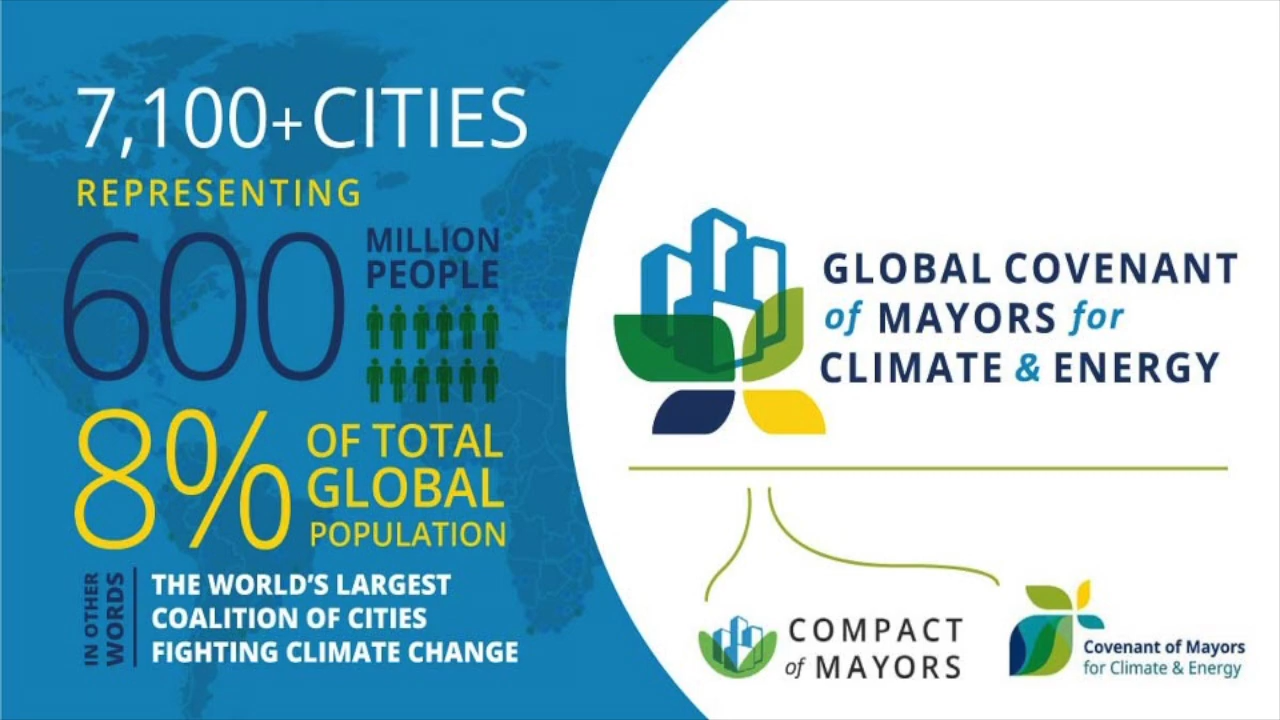 7,100+ CITIES
REPRESENTING
600 MILLION
PEOPLE
8% OF TOTAL
GLOBAL
POPULATION
IN OTHER
WORDS
THE WORLD'S LARGEST
COALITION OF CITIES
FIGHTING CLIMATE CHANGE
GLOBAL COVENANT
of MAYORS for
CLIMATE & ENERGY
COMPACT
of MAYORS
Covenant of Mayors
for Climate & Energy